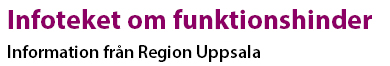 Infoteket om funktionshinder
Information från Region Uppsala